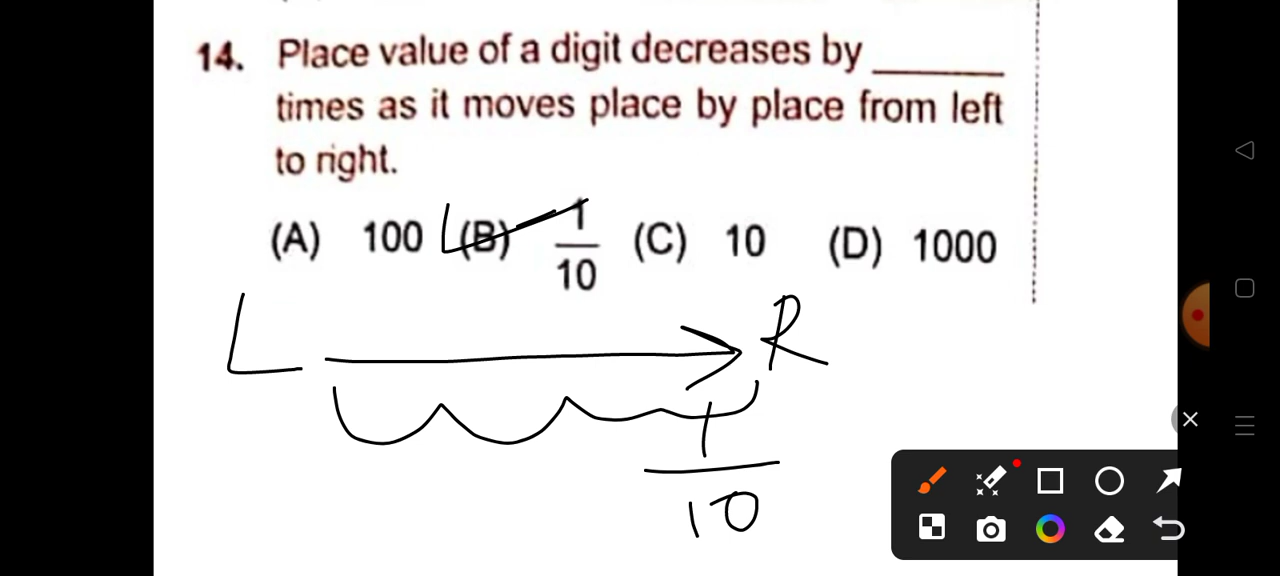 14. Place value of a digit decreases by ______
times as it moves place by place from left
to right.
(A) 100 (B) 1/10 (C) 10 (D) 1000
L R
1
10